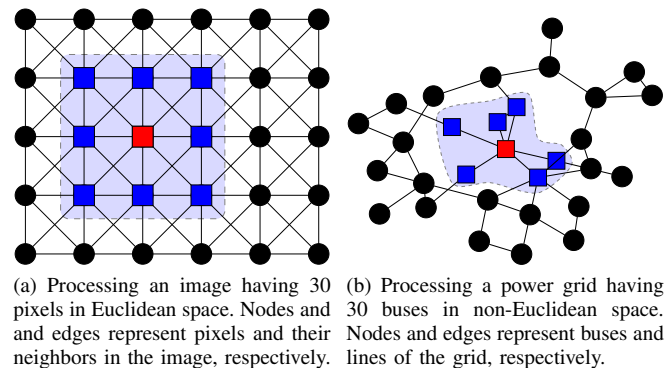 (a) Processing an image having 30
pixels in Euclidean space. Nodes and
and edges represent pixels and their
neighbors in the image, respectively.
(b) Processing a power grid having
30 buses in non-Euclidean space.
Nodes and edges represent buses and
lines of the grid, respectively.